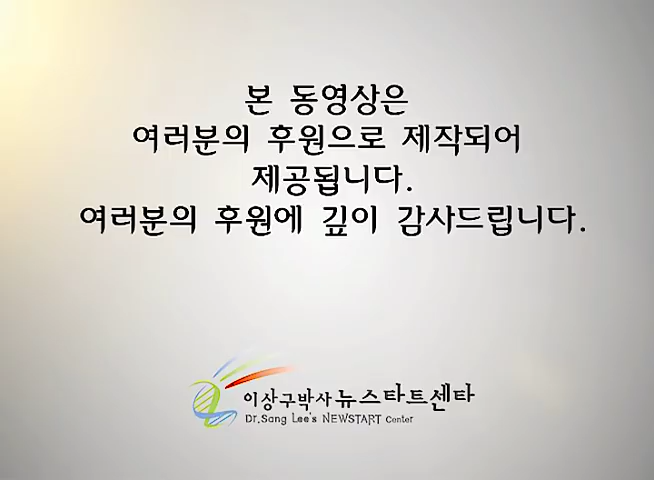 본 동영상은
여러분의 후원으로 제작되어
제공됩니다.
여러분의 후원에 깊이 감사드립니다.
이상구박사 뉴스타트센타
Dr.Sang Lee's NEWSTART Center